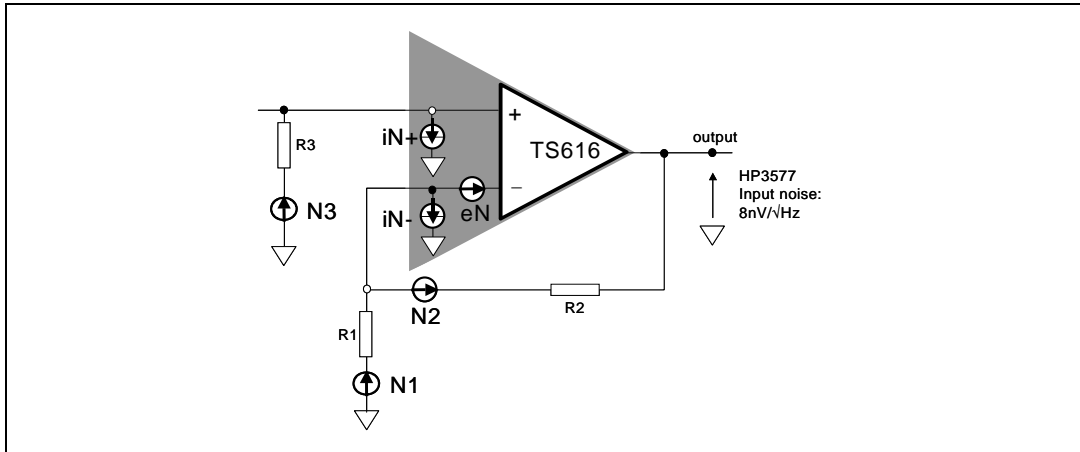 +
iN+
R3
TS616
output
HP3577
Input noise:
8nV/√Hz
−
eN
iN-
N3
N2
R2
R1
N1